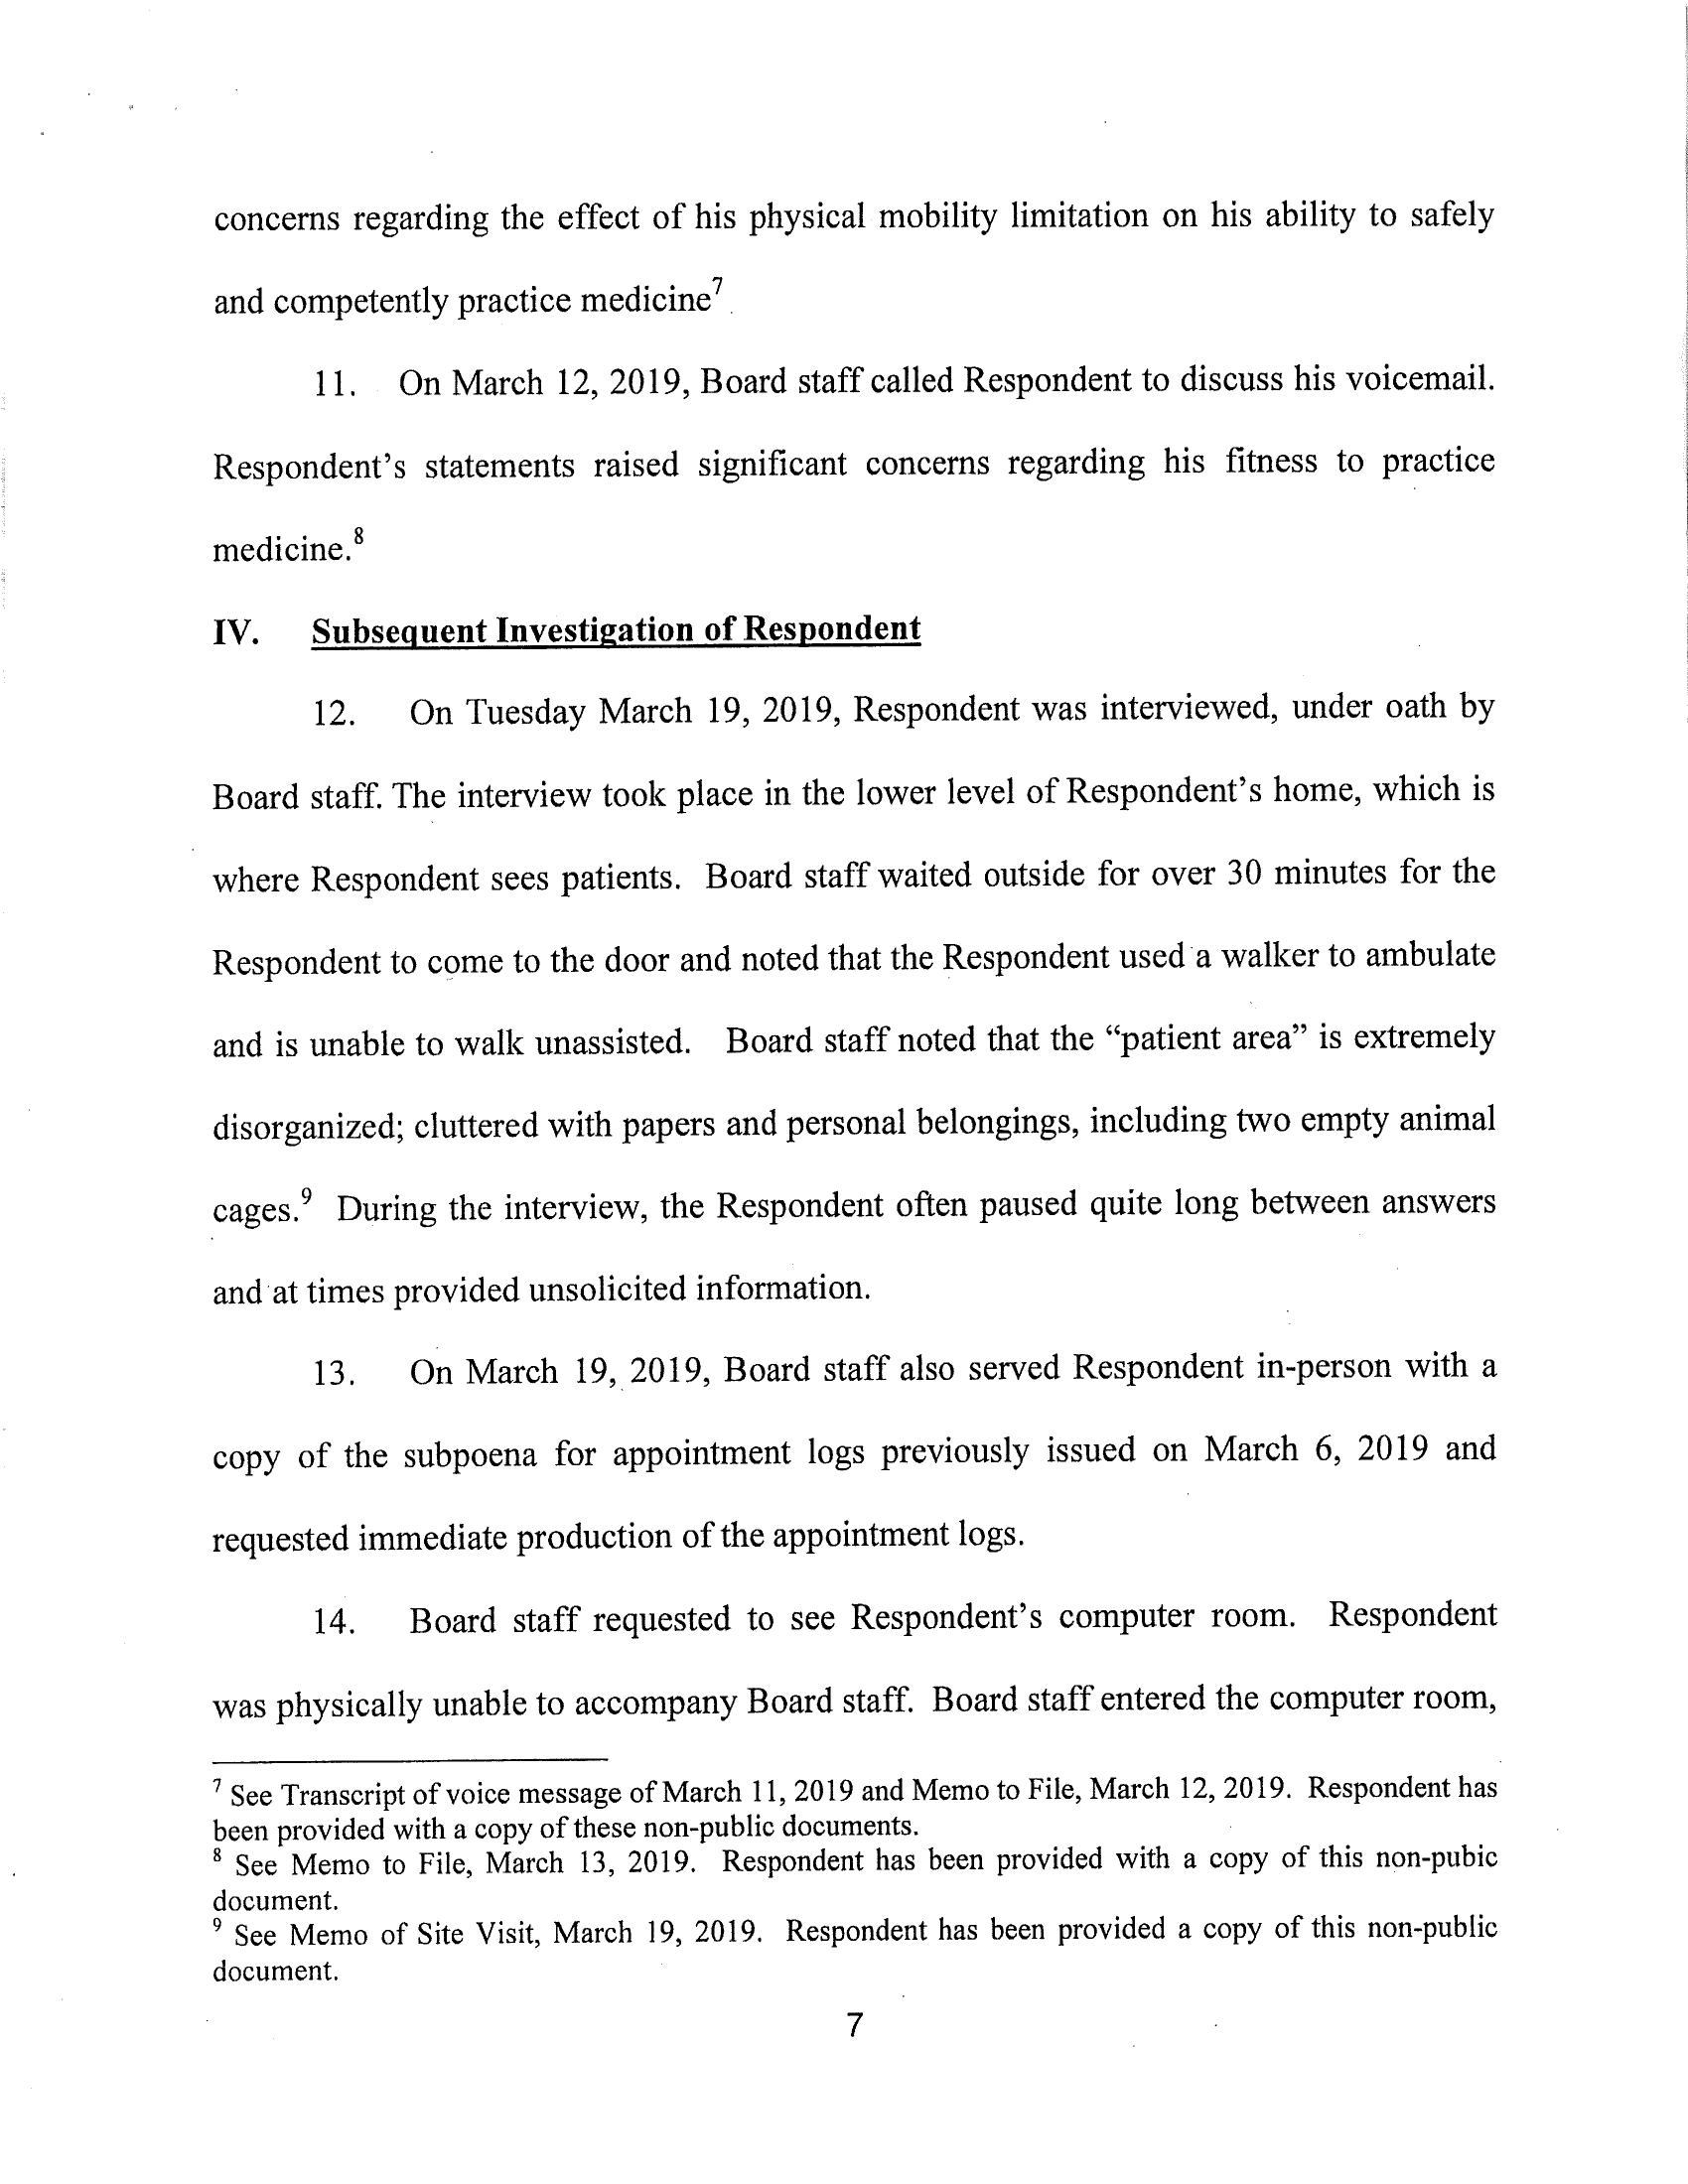 concerns regarding the effect of his physical mobility limitation on his ability to safely
and competently practice medicine7.
11. On March 12, 2019, Board staff called Respondent to discuss his voicemail.
Respondent's statements raised significant concerns regarding his fitness to practice
medicine.8
IV. Subsequent Investigation of Respondent
12. On Tuesday March 19, 2019, Respondent was interviewed, under oath by
Board staff. The interview took place in the lower level of Respondent's home, which is
where Respondent sees patients. Board staff waited outside for over 30 minutes for the
Respondent to come to the door and noted that the Respondent used a walker to ambulate
and is unable to walk unassisted. Board staff noted that the “patient area” is extremely
disorganized; cluttered with papers and personal belongings, including two empty animal
cages.9 During the interview, the Respondent often paused quite long between answers
and at times provided unsolicited information.
13. On March 19, 2019, Board staff also served Respondent in-person with a
copy of the subpoena for appointment logs previously issued on March 6, 2019 and
requested immediate production of the appointment logs.
14. Board staff requested to see Respondent's computer room. Respondent
was physically unable to accompany Board staff. Board staff entered the computer room,
7 See Transcript of voice message of March 11, 2019 and Memo to File, March 12, 2019. Respondent has
been provided with a copy of these non-public documents.
8 See Memo to File, March 13, 2019. Respondent has been provided with a copy of this non-pubic
document.
9 See Memo of Site Visit, March 19, 2019. Respondent has been provided a copy of this non-public
document.
7